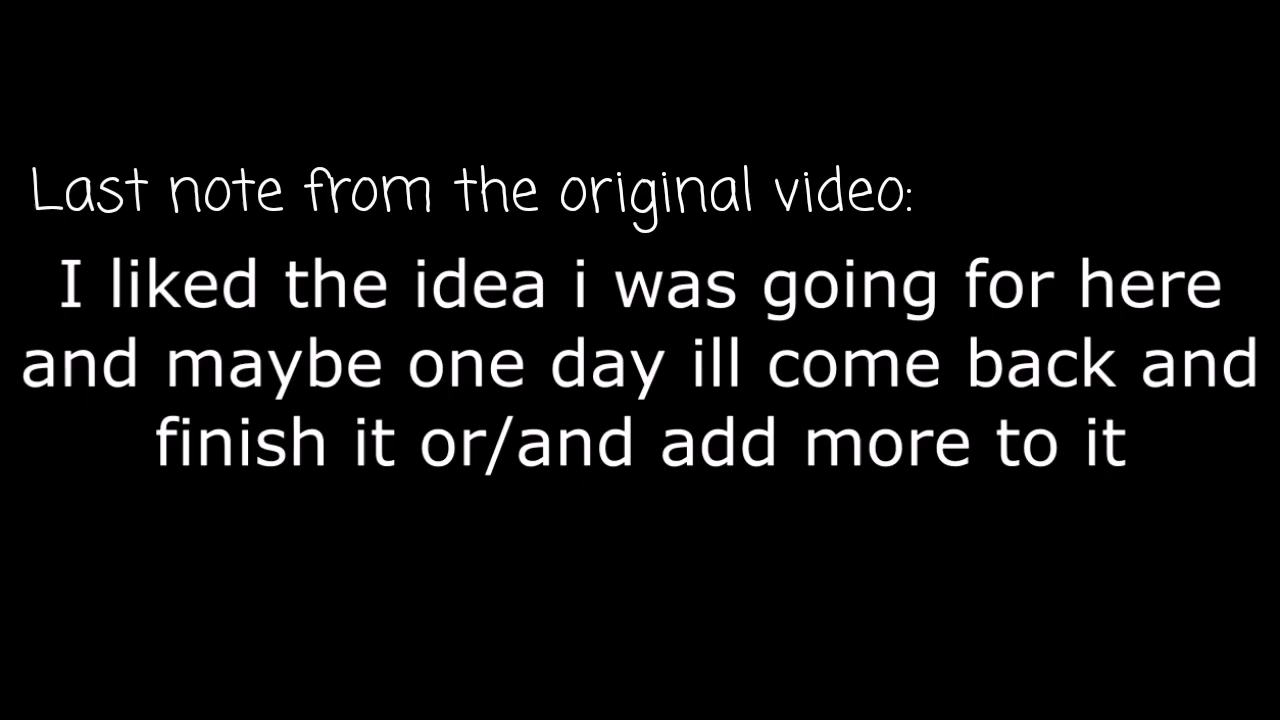 Last note from the original video:
I liked the idea i was going for here
and maybe one day ill come back and
finish it or/and add more to it